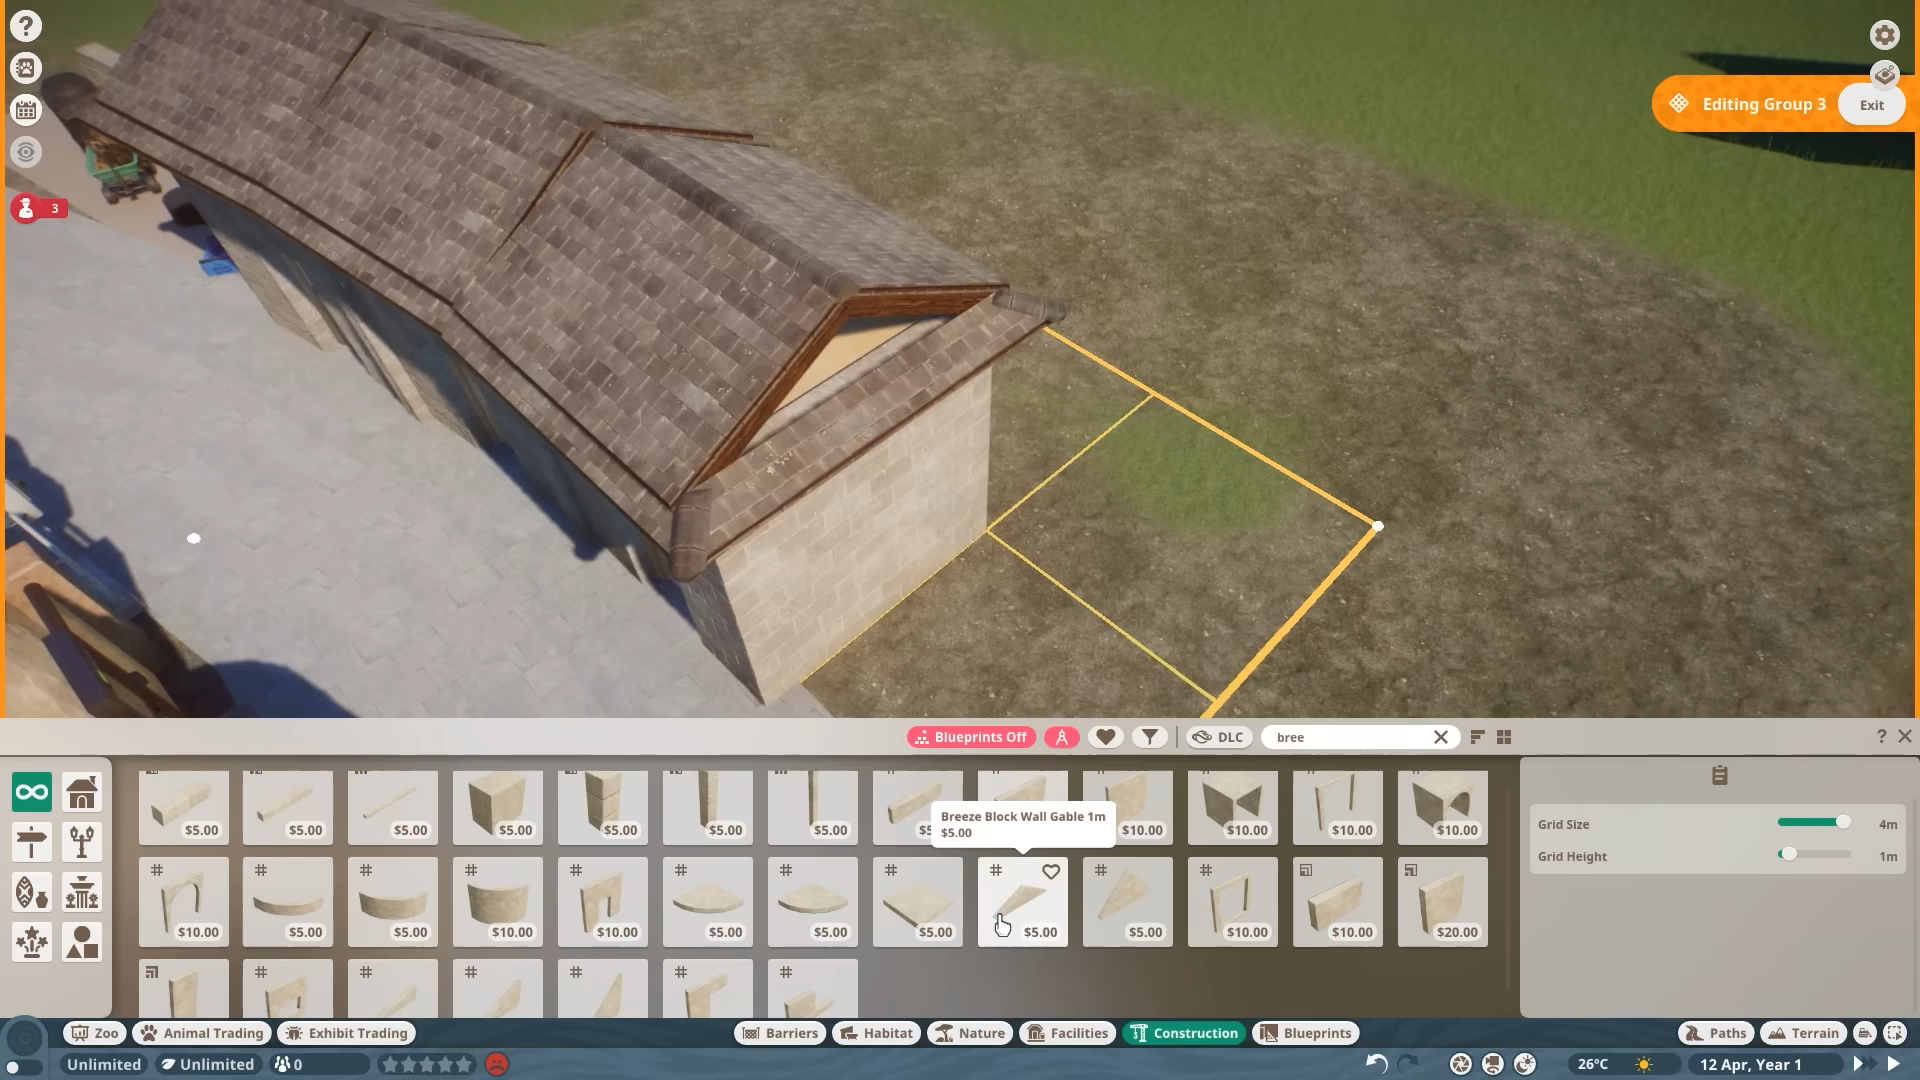 ?
Editing Group 3
Exit
3
Blueprints Off
DLC
bree
?
$5.00
$5.00
$5.00
$5.00
$5.00
$5.00
$5.00
$10.00
$10.00
$10.00
$10.00
Breeze Block Wall Gable 1m
$5.00
Grid Size
4m
Grid Height
1m
$10.00
$5.00
$5.00
$10.00
$10.00
$5.00
$5.00
$5.00
$5.00
$5.00
$10.00
$10.00
$20.00
Zoo
Animal Trading
Exhibit Trading
Barriers
Habitat
Nature
Facilities
Construction
Blueprints
Paths
Terrain
Unlimited
Unlimited
0
26°C
12 Apr, Year 1